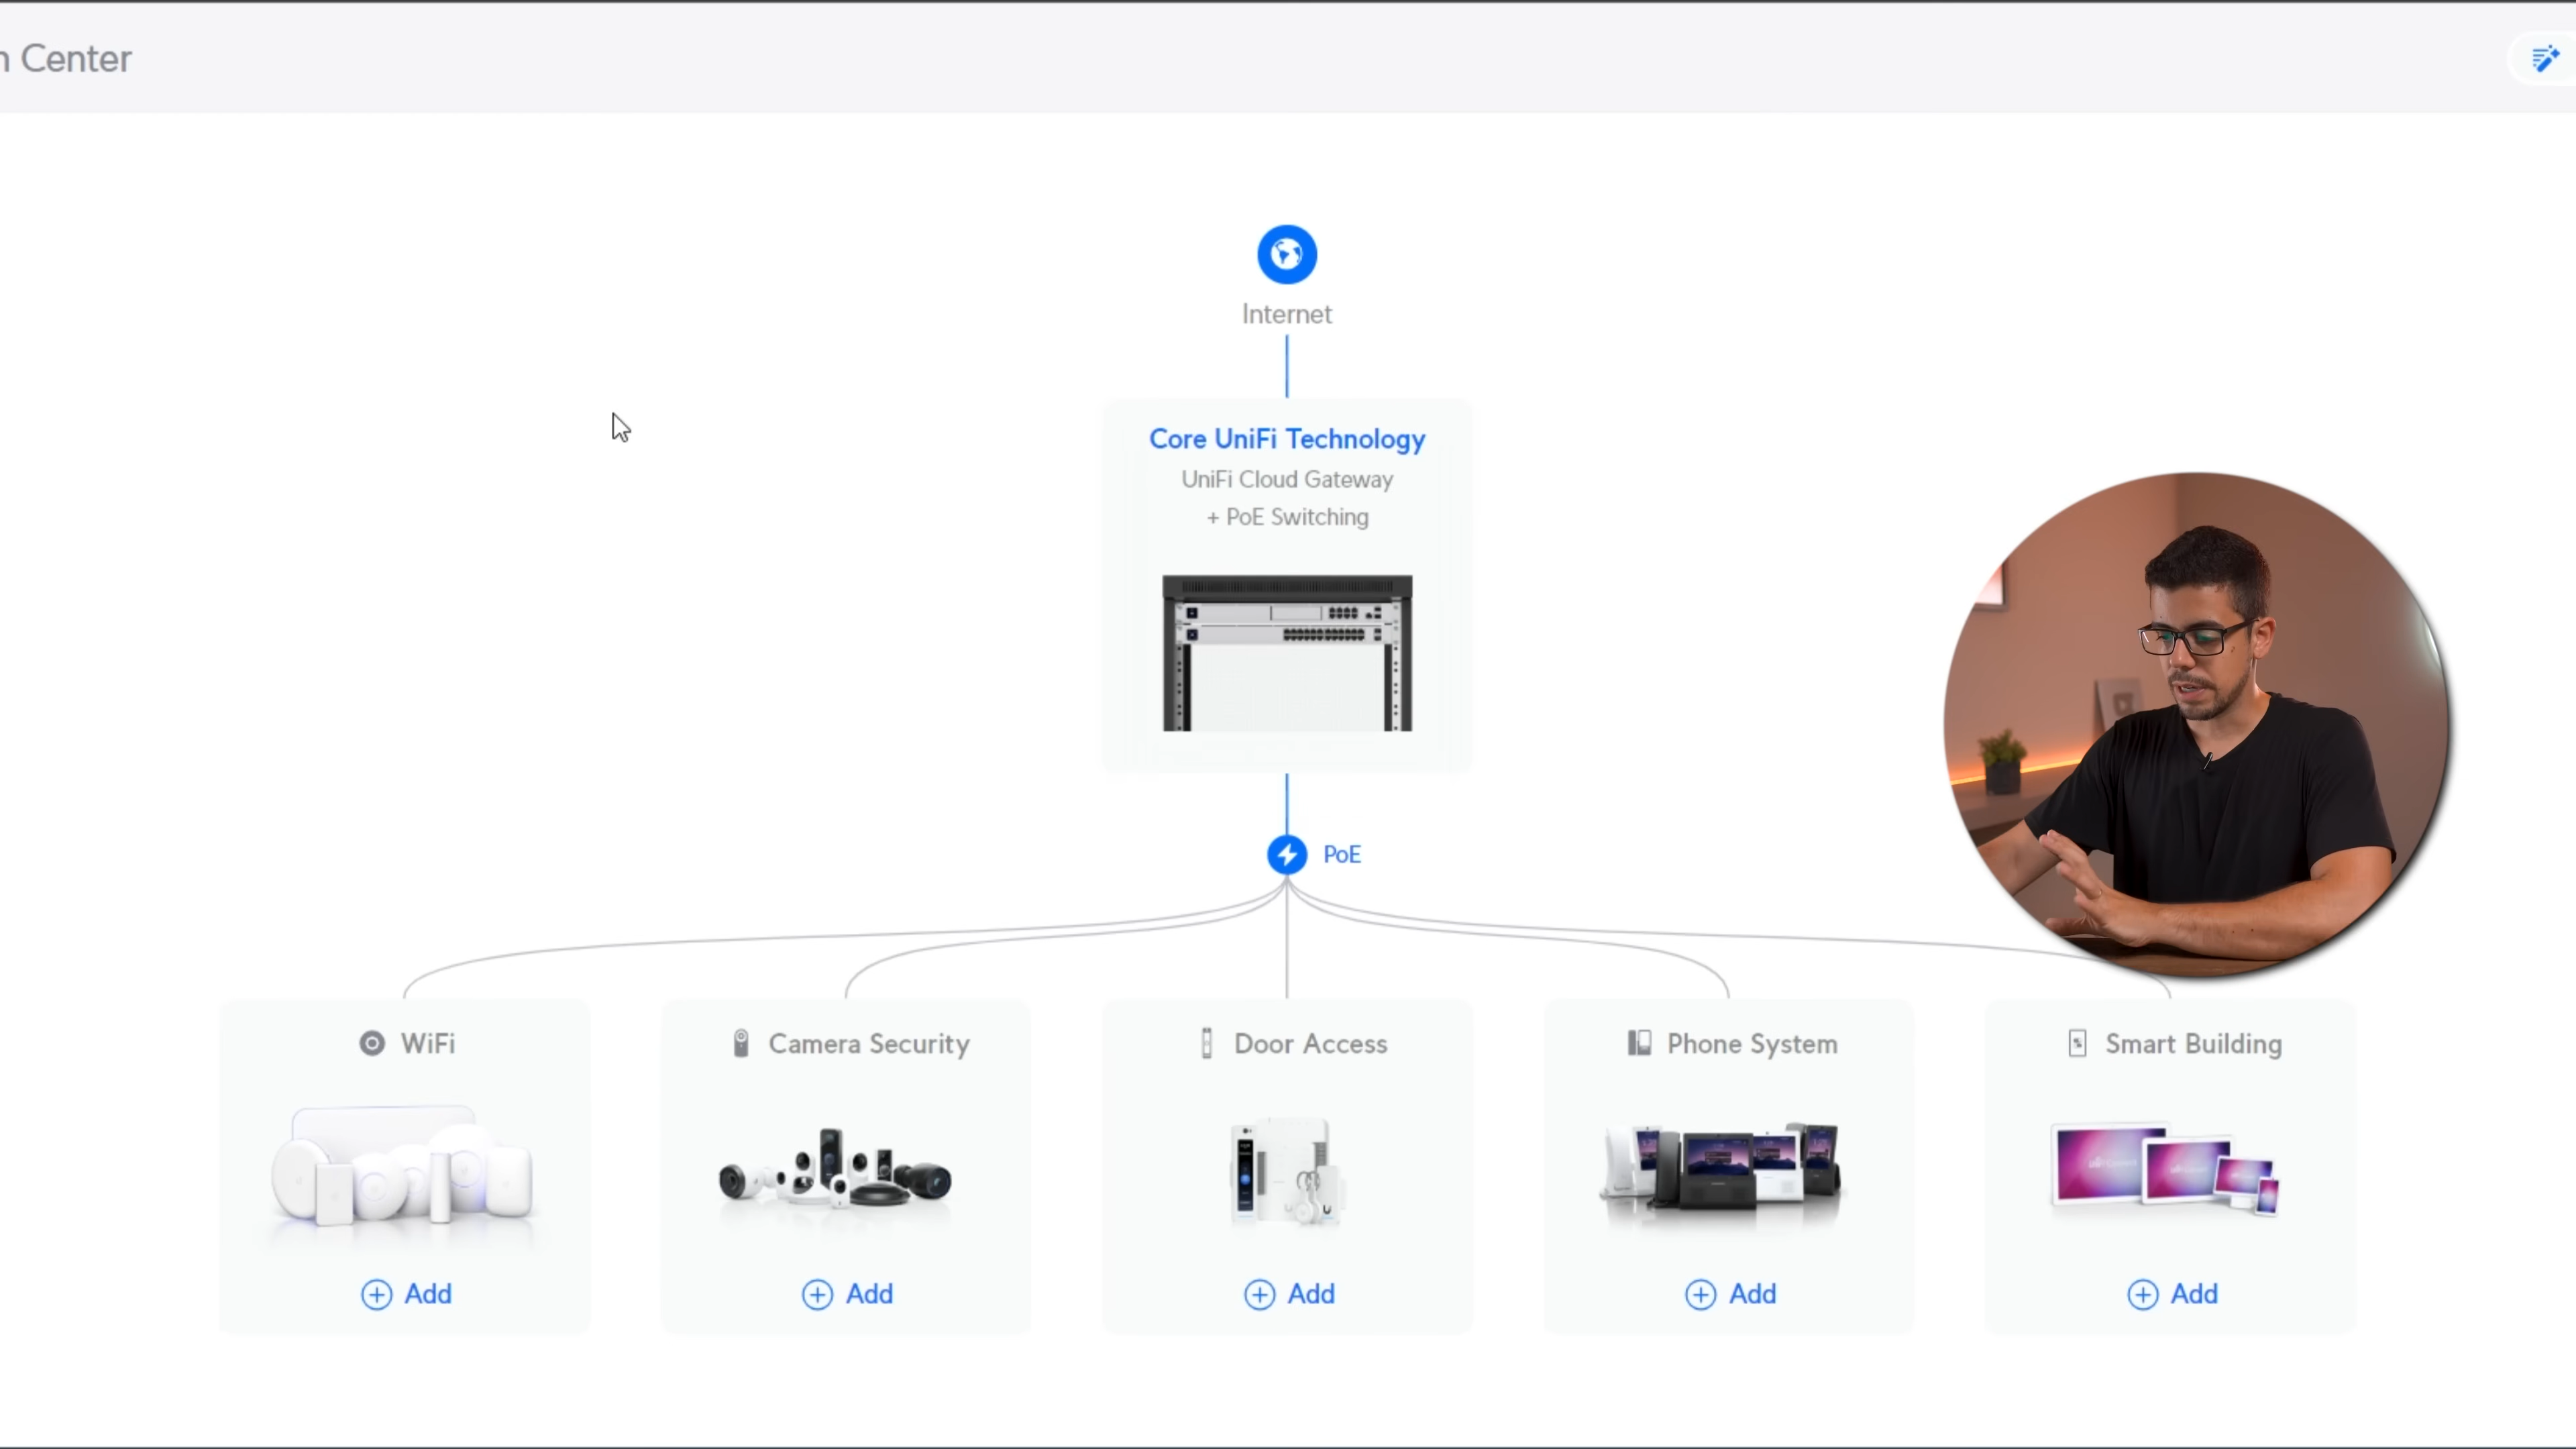 n Center
Internet
Core UniFi Technology
UniFi Cloud Gateway
+ PoE Switching
PoE
WiFi
Camera Security
Door Access
Phone System
Smart Building
Add
Add
Add
Add
Add